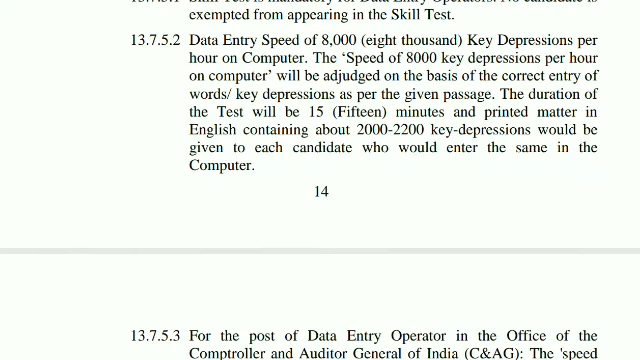 13.7.5.1 Skill Test is mandatory for Data Entry Operators. No candidate is
exempted from appearing in the Skill Test.
13.7.5.2 Data Entry Speed of 8,000 (eight thousand) Key Depressions per
hour on Computer. The ‘Speed of 8000 key depressions per hour
on computer’ will be adjudged on the basis of the correct entry of
words/ key depressions as per the given passage. The duration of
the Test will be 15 (Fifteen) minutes and printed matter in
English containing about 2000-2200 key-depressions would be
given to each candidate who would enter the same in the
Computer.
14
13.7.5.3 For the post of Data Entry Operator in the Office of the
Comptroller and Auditor General of India (C&AG): The 'speed